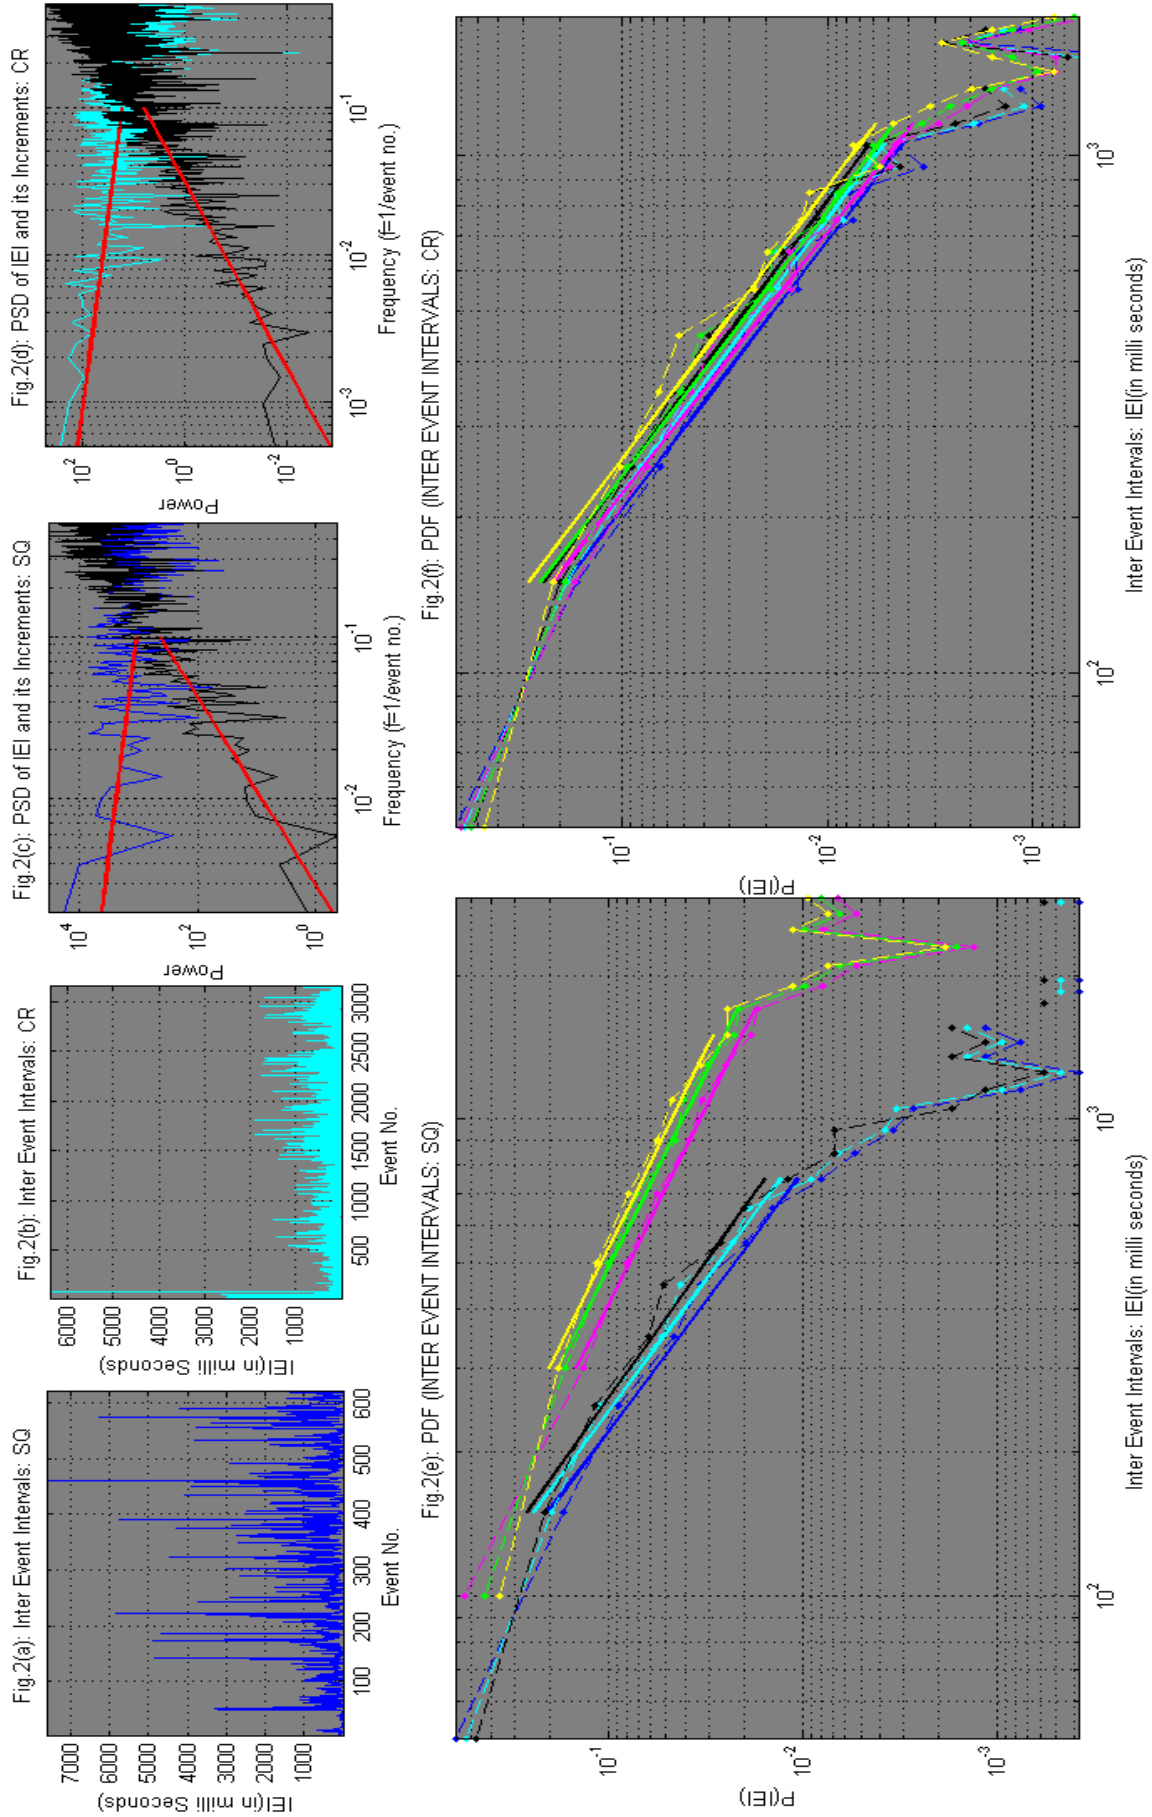 Fig.2(a): Inter Event Intervals: SQ
7000
6000
5000
4000
3000
2000
1000
IEI(in milli Seconds)
100
200
300
400
500
600
Event No.
Fig.2(b): Inter Event Intervals: CR
6000
5000
4000
3000
2000
1000
IEI(in milli Seconds)
500
1000
1500
2000
2500
3000
Event No.
Fig.2(c): PSD of IEI and its Increments: SQ
10^4
10^2
10^0
Power
10^-2
10^-1
Frequency (f=1/event no.)
Fig.2(d): PSD of IEI and its Increments: CR
10^2
10^0
10^-2
Power
10^-3
10^-2
10^-1
Frequency (f=1/event no.)
Fig.2(e): PDF (INTER EVENT INTERVALS: SQ)
10^-1
10^-2
10^-3
P(IEI)
10^2
10^3
Inter Event Intervals: IEI(in milli seconds)
Fig.2(f): PDF (INTER EVENT INTERVALS: CR)
10^-1
10^-2
10^-3
P(IEI)
10^2
10^3
Inter Event Intervals: IEI(in milli seconds)